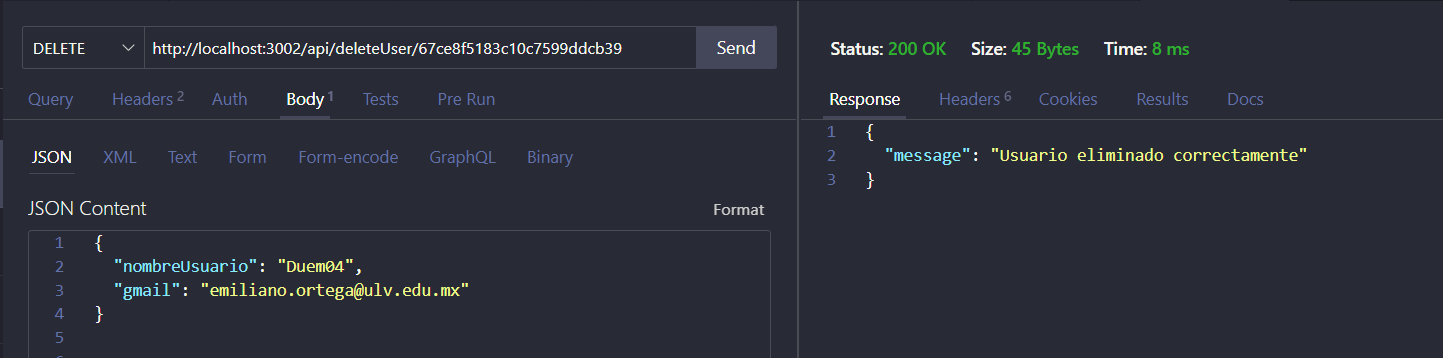 DELETE http://localhost:3002/api/deleteUser/67ce8f5183c10c7599ddcb39 Send
Query Headers 2 Auth Body 1 Tests Pre Run
JSON XML Text Form Form-encode GraphQL Binary
JSON Content Format
1 {
2 "nombreUsuario": "Duem04",
3 "gmail": "emiliano.ortega@ulv.edu.mx"
4 }
5
Status: 200 OK Size: 45 Bytes Time: 8 ms
Response Headers 6 Cookies Results Docs
1 {
2 "message": "Usuario eliminado correctamente"
3 }